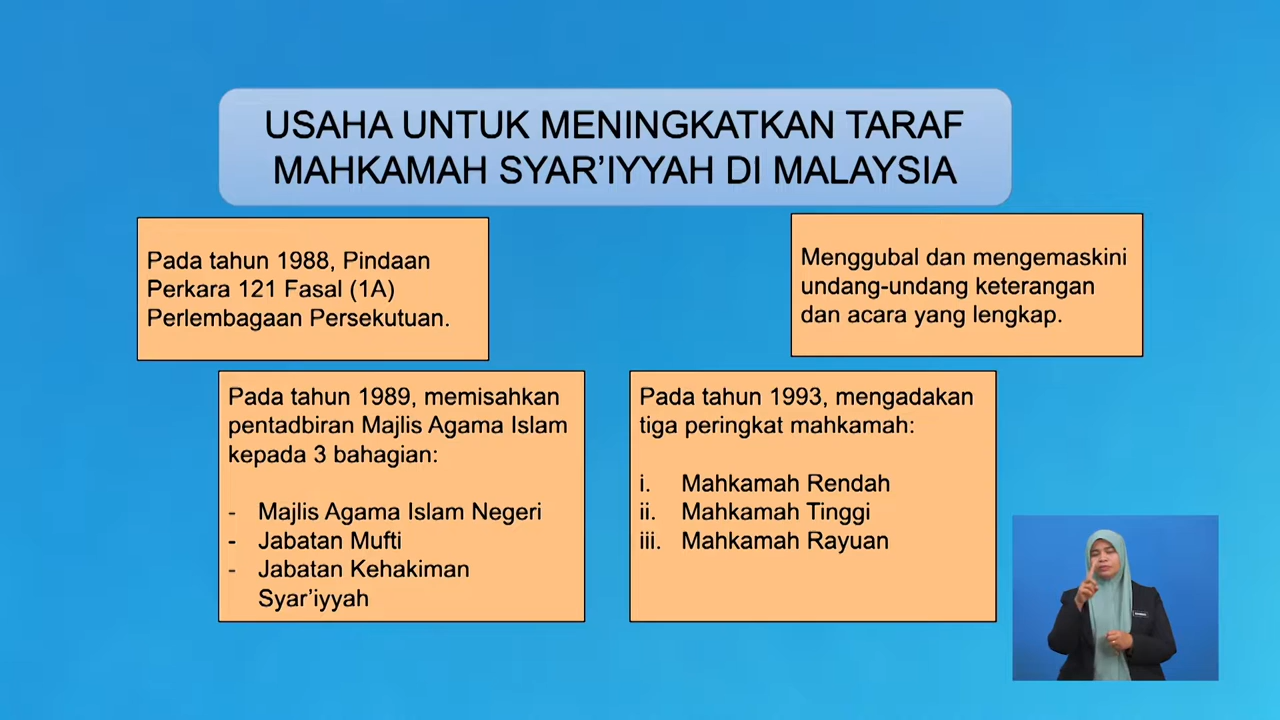 USAHA UNTUK MENINGKATKAN TARAF
MAHKAMAH SYAR’IYYAH DI MALAYSIA
Pada tahun 1988, Pindaan
Perkara 121 Fasal (1A)
Perlembagaan Persekutuan.
Menggubal dan mengemaskini
undang-undang keterangan
dan acara yang lengkap.
Pada tahun 1989, memisahkan
pentadbiran Majlis Agama Islam
kepada 3 bahagian:
- Majlis Agama Islam Negeri
- Jabatan Mufti
- Jabatan Kehakiman
Syar’iyyah
Pada tahun 1993, mengadakan
tiga peringkat mahkamah:
i. Mahkamah Rendah
ii. Mahkamah Tinggi
iii. Mahkamah Rayuan